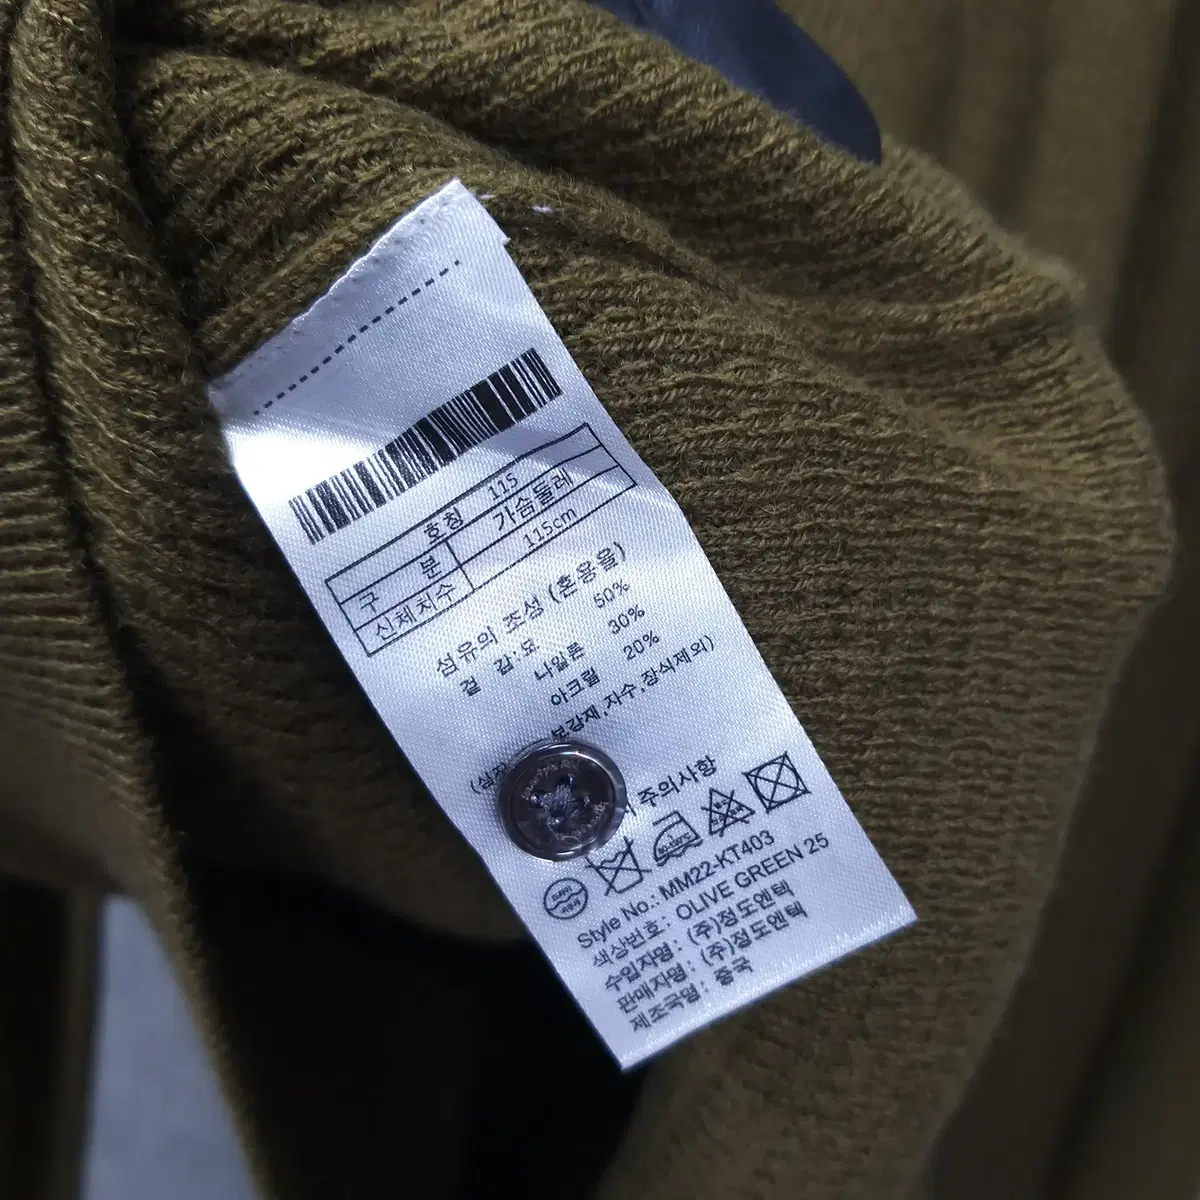 호칭 115
구 분 가슴둘레
신체치수 115cm
섬유의 조성 (혼용율)
겉 감:모 50%
나일론 30%
아크릴 20%
보강재,자수,장식제외)
주의사항
Style No.: MM22-KT403
색상번호: OLIVE GREEN 25
수입자명: (주)정도엔텍
판매자명: (주)정도엔텍
제조국명: 중국